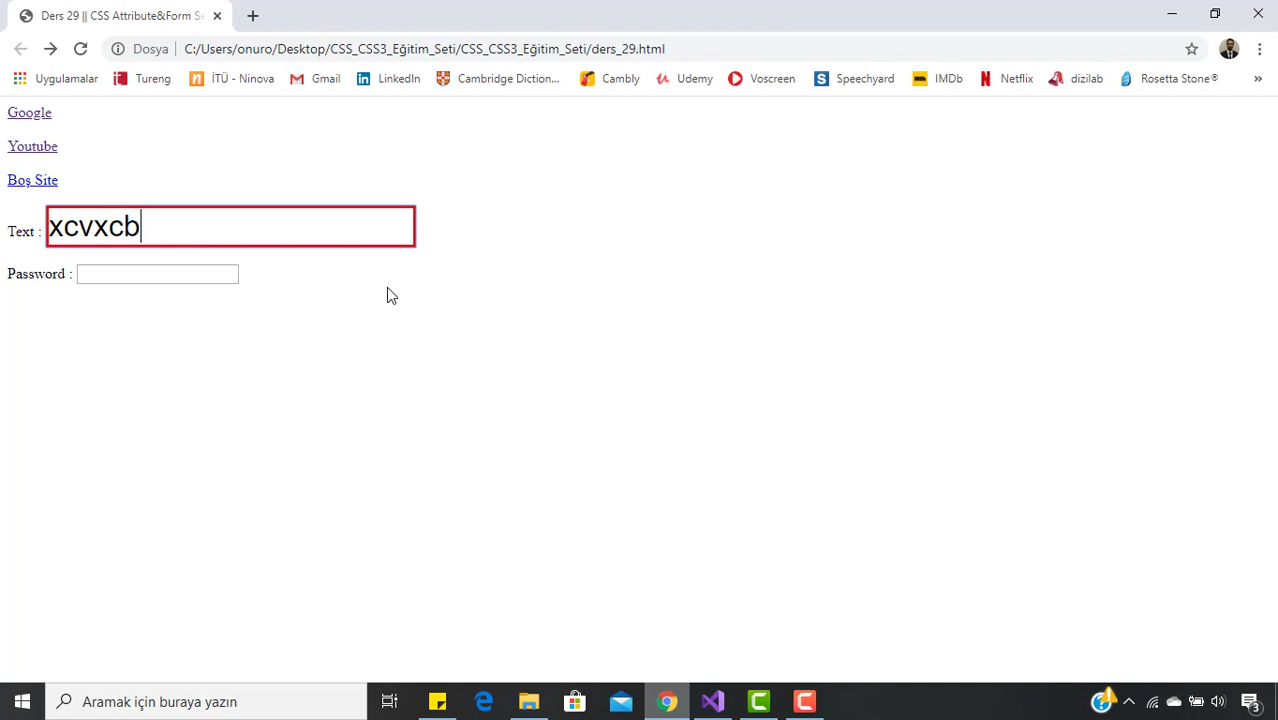 Ders 29 || CSS Attribute&Form Se
Dosya C:/Users/onuro/Desktop/CSS_CSS3_Eğitim_Seti/CSS_CSS3_Eğitim_Seti/ders_29.html
Uygulamalar Tureng İTÜ - Ninova Gmail LinkedIn Cambridge Diction... Cambly Udemy Voscreen Speechyard IMDb Netflix dizilab Rosetta Stone® »
Google
Youtube
Boş Site
Text : xcvxcb
Password :
Aramak için buraya yazın
3